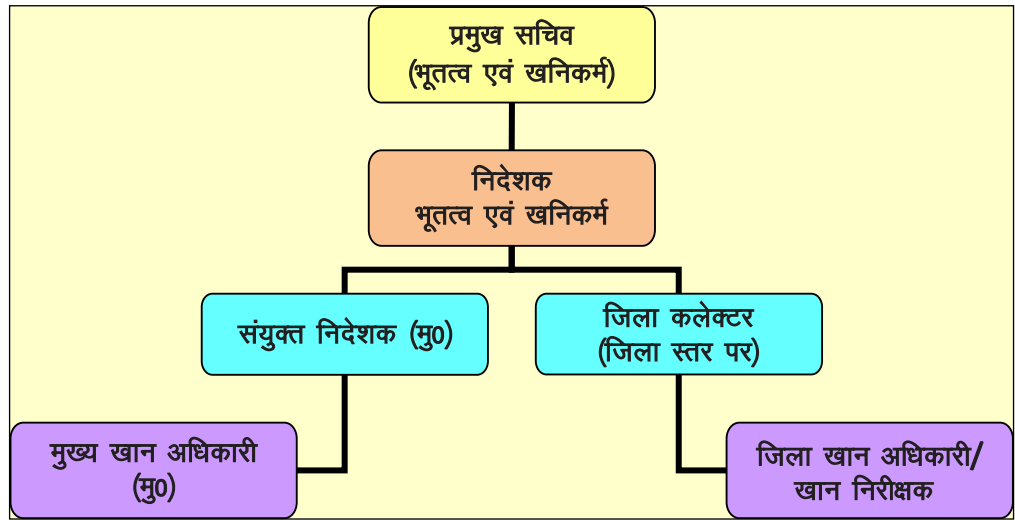 प्रमुख सचिव
(भूतत्व एवं खनिकर्म)
निदेशक
भूतत्व एवं खनिकर्म
संयुक्त निदेशक (मु0)
जिला कलेक्टर
(जिला स्तर पर)
मुख्य खान अधिकारी
(मु0)
जिला खान अधिकारी/
खान निरीक्षक